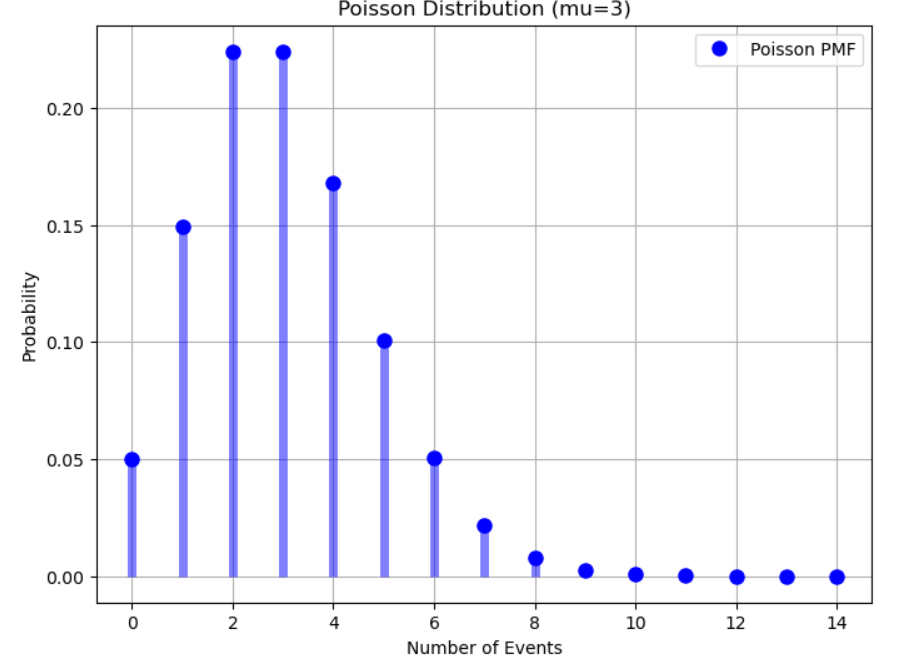 Poisson Distribution (mu=3)
Poisson PMF
0.20
0.15
0.10
0.05
0.00
Probability
0 2 4 6 8 10 12 14
Number of Events